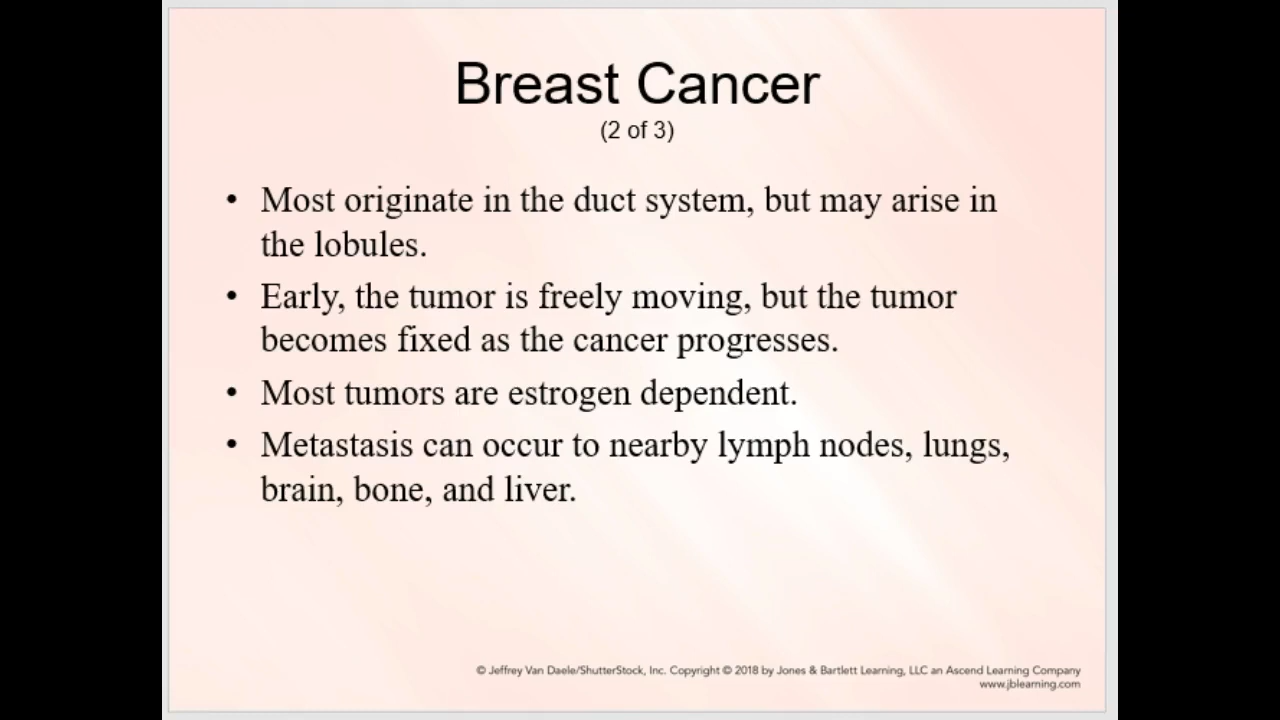 Breast Cancer
(2 of 3)
• Most originate in the duct system, but may arise in
the lobules.
• Early, the tumor is freely moving, but the tumor
becomes fixed as the cancer progresses.
• Most tumors are estrogen dependent.
• Metastasis can occur to nearby lymph nodes, lungs,
brain, bone, and liver.
© Jeffrey Van Daele/ShutterStock, Inc. Copyright © 2018 by Jones & Bartlett Learning, LLC an Ascend Learning Company
www.jblearning.com